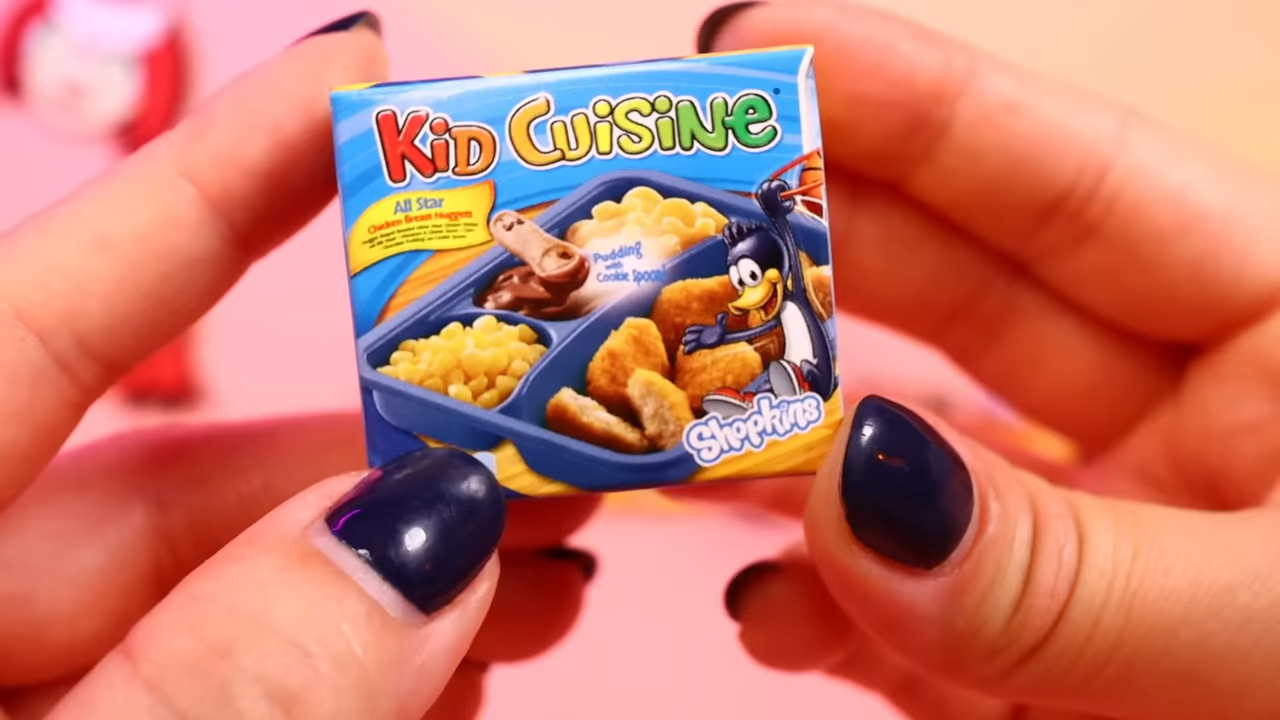 Kid Cuisine
All Star
Chicken Breast Nuggets
Pudding
with
Cookie Spoon!
Shopkins